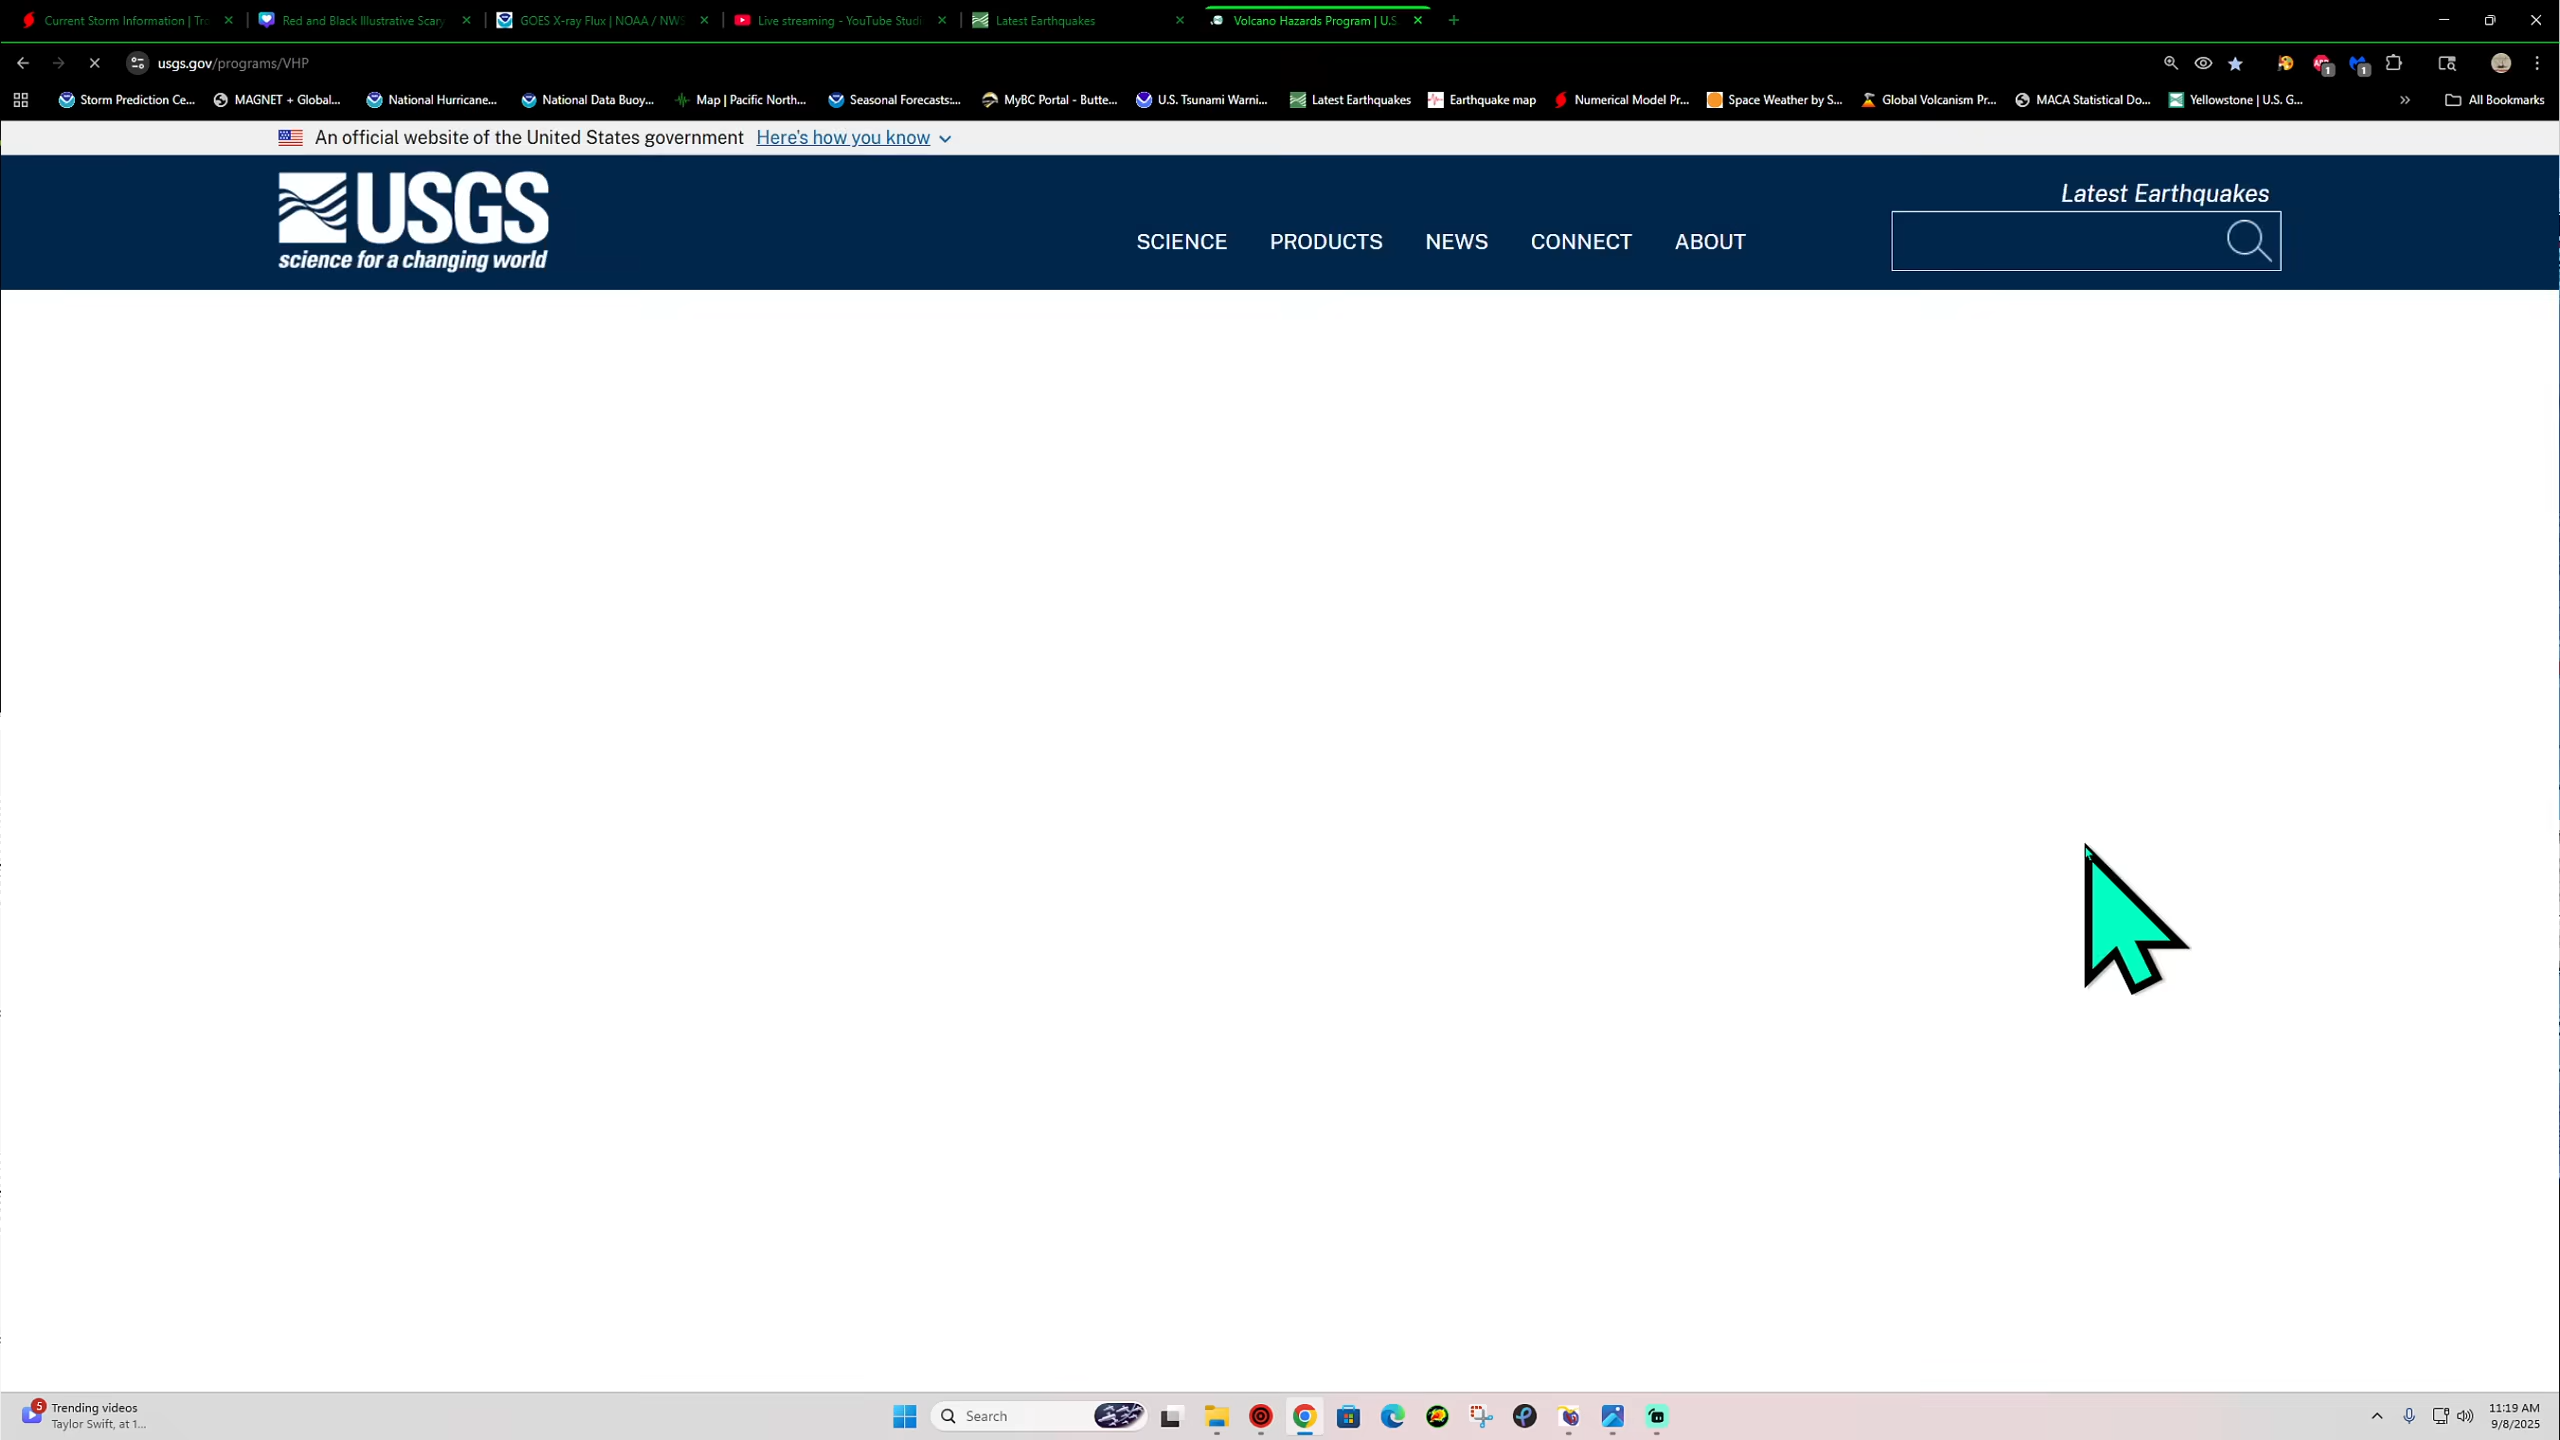 Current Storm Information | Tro
Red and Black Illustrative Scary
GOES X-ray Flux | NOAA / NWS
Live streaming - YouTube Studi
Latest Earthquakes
Volcano Hazards Program | U.S
usgs.gov/programs/VHP
Storm Prediction Ce...
MAGNET + Global...
National Hurricane...
National Data Buoy...
Map | Pacific North...
Seasonal Forecasts:...
MyBC Portal - Butte...
U.S. Tsunami Warni...
Latest Earthquakes
Earthquake map
Numerical Model Pr...
Space Weather by S...
Global Volcanism Pr...
MACA Statistical Do...
Yellowstone | U.S. G...
All Bookmarks
An official website of the United States government Here's how you know
USGS
science for a changing world
SCIENCE
PRODUCTS
NEWS
CONNECT
ABOUT
Latest Earthquakes
5
Trending videos
Taylor Swift, at 1...
Search
11:19 AM
9/8/2025
1
1